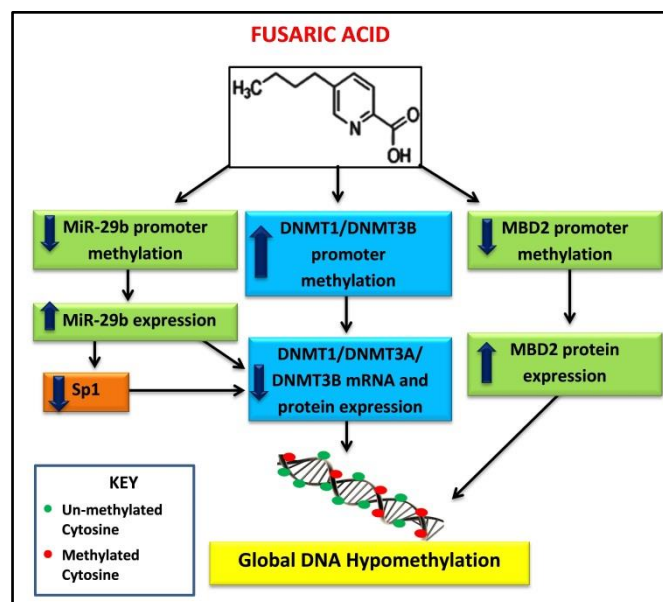 FUSARIC ACID
H₃C
N
O
OH
MiR-29b promoter
methylation
DNMT1/DNMT3B
promoter
methylation
MBD2 promoter
methylation
MiR-29b expression
DNMT1/DNMT3A/
DNMT3B mRNA and
protein expression
MBD2 protein
expression
Sp1
KEY
Un-methylated
Cytosine
Methylated
Cytosine
Global DNA Hypomethylation